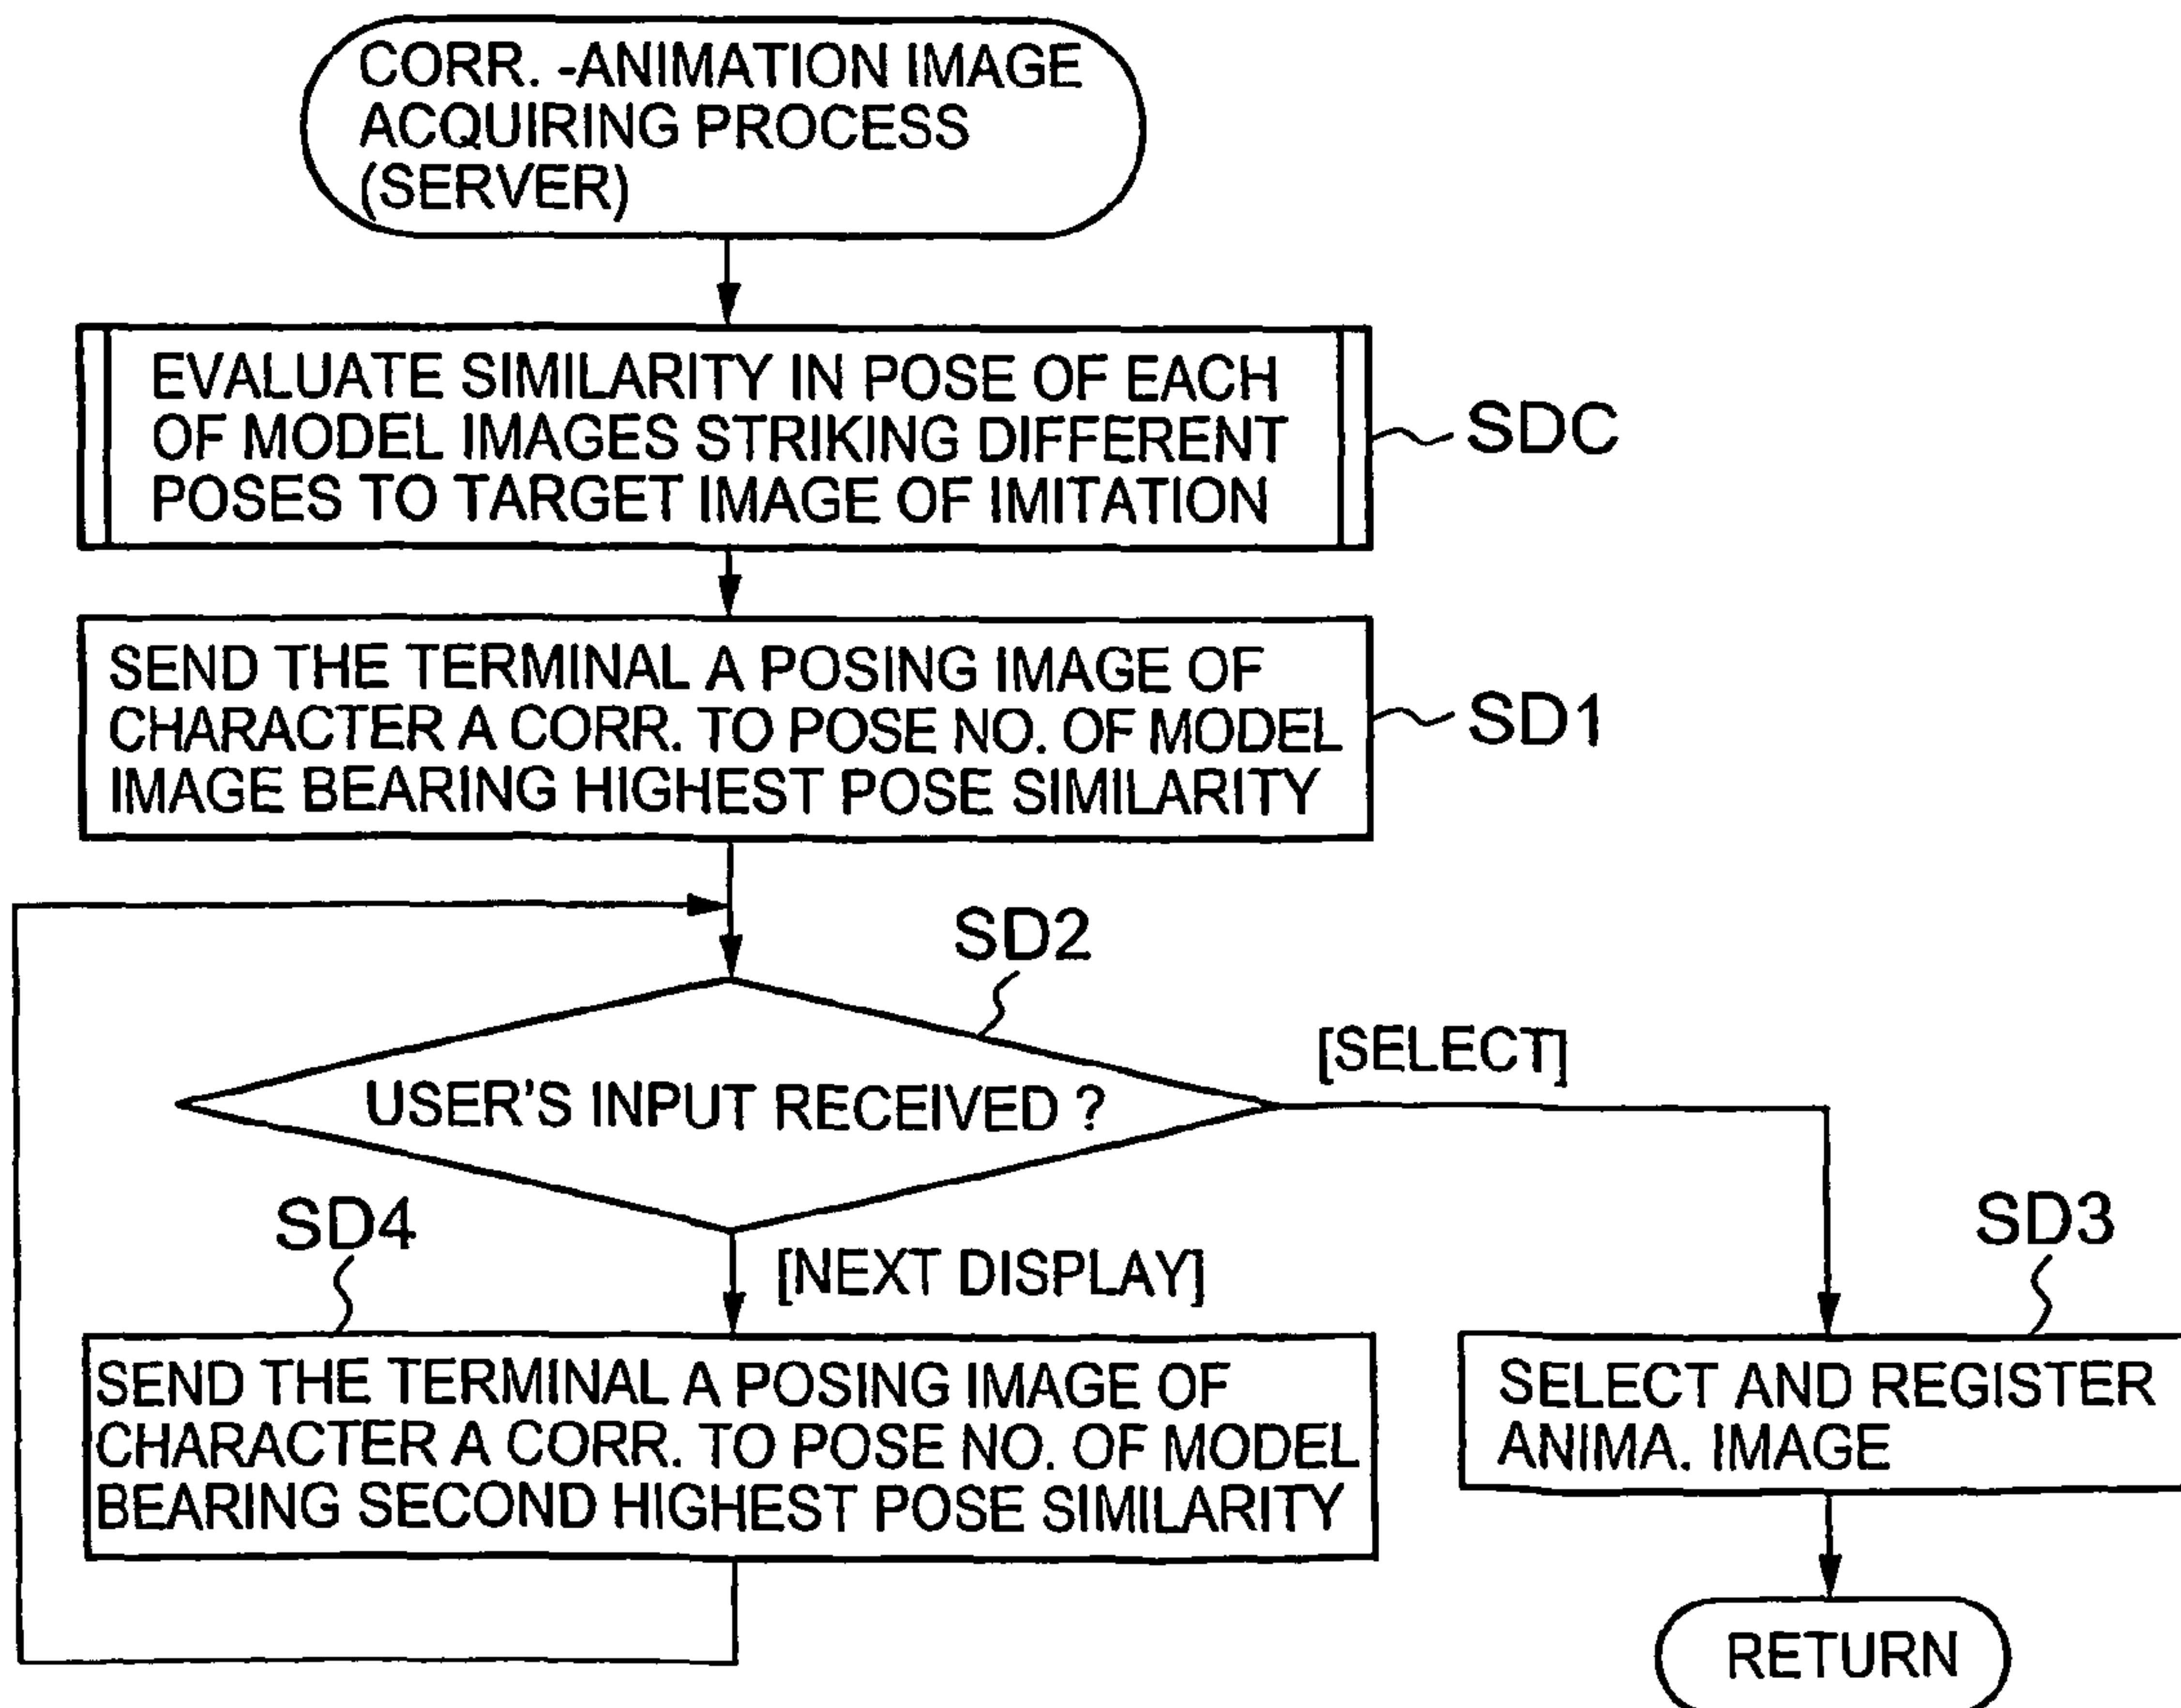 CORR. -ANIMATION IMAGE
ACQUIRING PROCESS
(SERVER)
EVALUATE SIMILARITY IN POSE OF EACH
OF MODEL IMAGES STRIKING DIFFERENT
POSES TO TARGET IMAGE OF IMITATION
SDC
SEND THE TERMINAL A POSING IMAGE OF
CHARACTER A CORR. TO POSE NO. OF MODEL
IMAGE BEARING HIGHEST POSE SIMILARITY
SD1
SD2
USER'S INPUT RECEIVED ?
[SELECT]
SD4
[NEXT DISPLAY]
SEND THE TERMINAL A POSING IMAGE OF
CHARACTER A CORR. TO POSE NO. OF MODEL
BEARING SECOND HIGHEST POSE SIMILARITY
SD3
SELECT AND REGISTER
ANIMA. IMAGE
RETURN